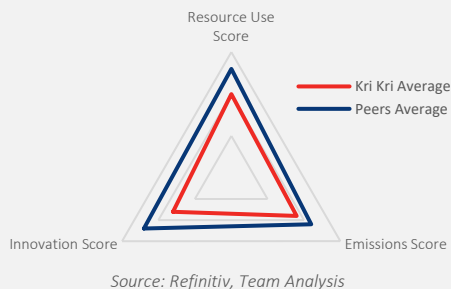 Resource Use
Score
Kri Kri Average
Peers Average
Innovation Score
Emissions Score
Source: Refinitiv, Team Analysis